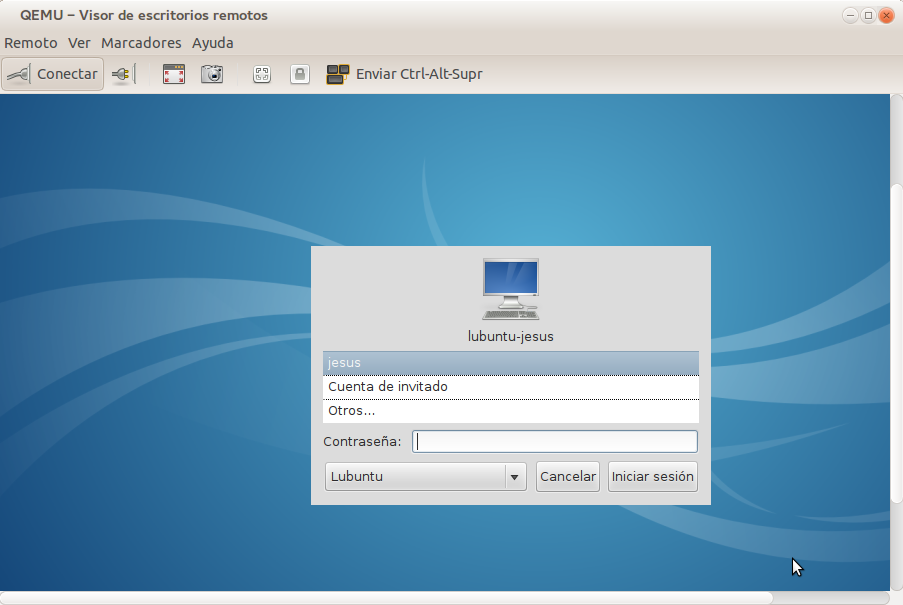 QEMU – Visor de escritorios remotos
Remoto Ver Marcadores Ayuda
Conectar Enviar Ctrl-Alt-Supr
lubuntu-jesus
jesus
Cuenta de invitado
Otros...
Contraseña:
Lubuntu Cancelar Iniciar sesión